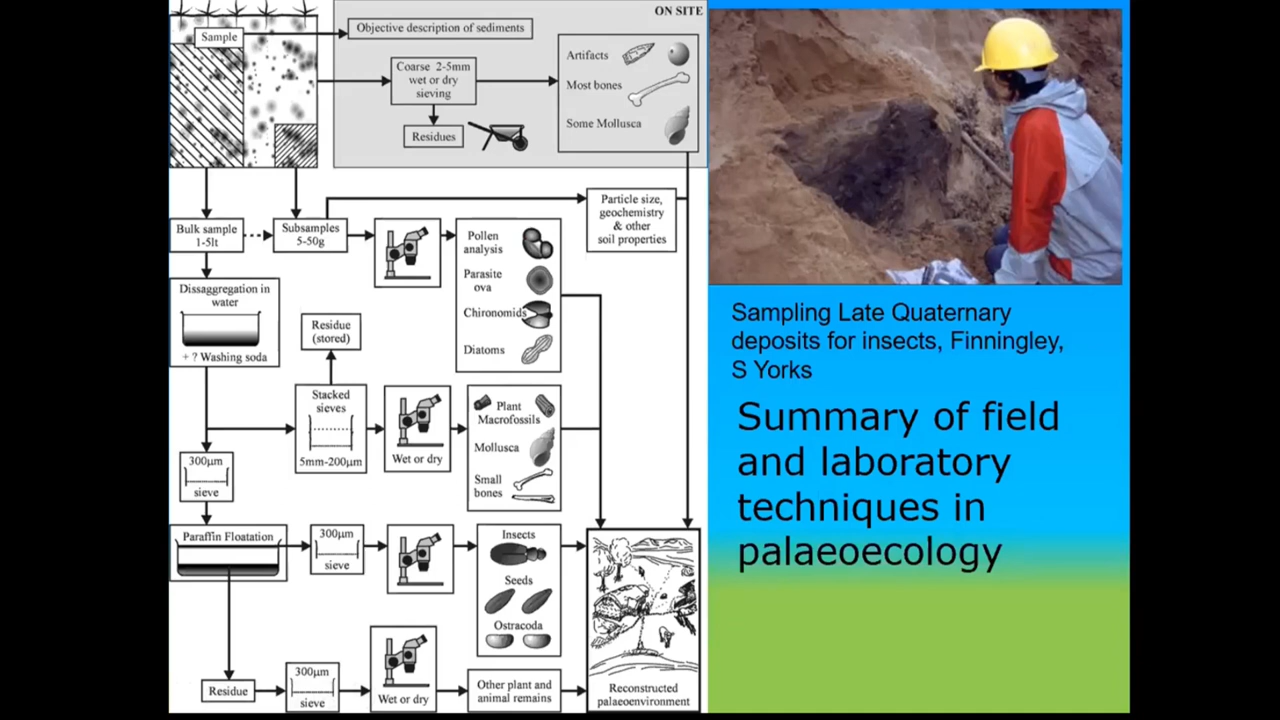 ON SITE
Sample
Objective description of sediments
Coarse 2-5mm
wet or dry
sieving
Residues
Artifacts
Most bones
Some Mollusca
Bulk sample
1-5lt
Subsamples
5-50g
Particle size,
geochemistry
& other
soil properties
Pollen
analysis
Parasite
ova
Chironomids
Diatoms
Dissaggregation in
water
+ ? Washing soda
Residue
(stored)
Stacked
sieves
5mm-200µm
Wet or dry
Plant
Macrofossils
Mollusca
Small
bones
300µm
sieve
Paraffin Floatation
300µm
sieve
Insects
Seeds
Ostracoda
Residue
300µm
sieve
Wet or dry
Other plant and
animal remains
Reconstructed
palaeoenvironment
Sampling Late Quaternary
deposits for insects, Finningley,
S Yorks
Summary of field
and laboratory
techniques in
palaeoecology